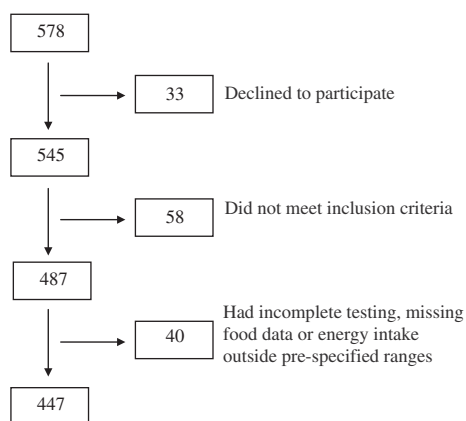 578
33 Declined to participate
545
58 Did not meet inclusion criteria
487
Had incomplete testing, missing
40 food data or energy intake
outside pre-specified ranges
447